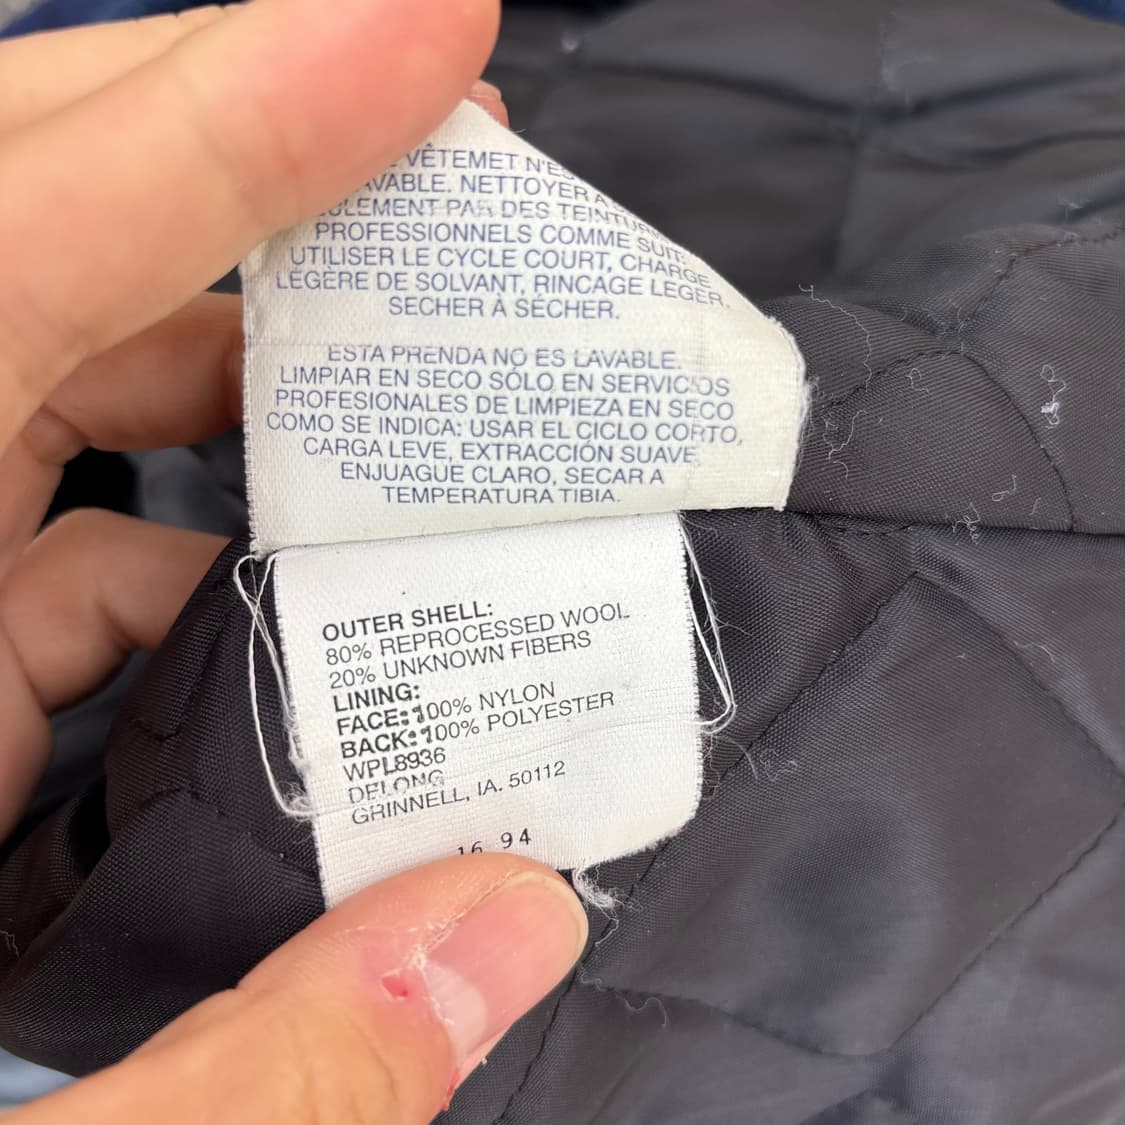 VÊTEMET N'ES
AVABLE. NETTOYER A
ULEMENT PAR DES TEINTUR
PROFESSIONNELS COMME SUIT:
UTILISER LE CYCLE COURT, CHARGE
LÉGÈRE DE SOLVANT, RINCAGE LEGER.
SECHER À SÉCHER.
ESTA PRENDA NO ES LAVABLE.
LIMPIAR EN SECO SÓLO EN SERVICIOS
PROFESIONALES DE LIMPIEZA EN SECO
COMO SE INDICA: USAR EL CICLO CORTO,
CARGA LEVE, EXTRACCIÓN SUAVE,
ENJUAGUE CLARO, SECAR A
TEMPERATURA TIBIA.
OUTER SHELL:
80% REPROCESSED WOOL
20% UNKNOWN FIBERS
LINING:
FACE: 100% NYLON
BACK: 100% POLYESTER
WPL8936
DELONG
GRINNELL, IA. 50112
16 94